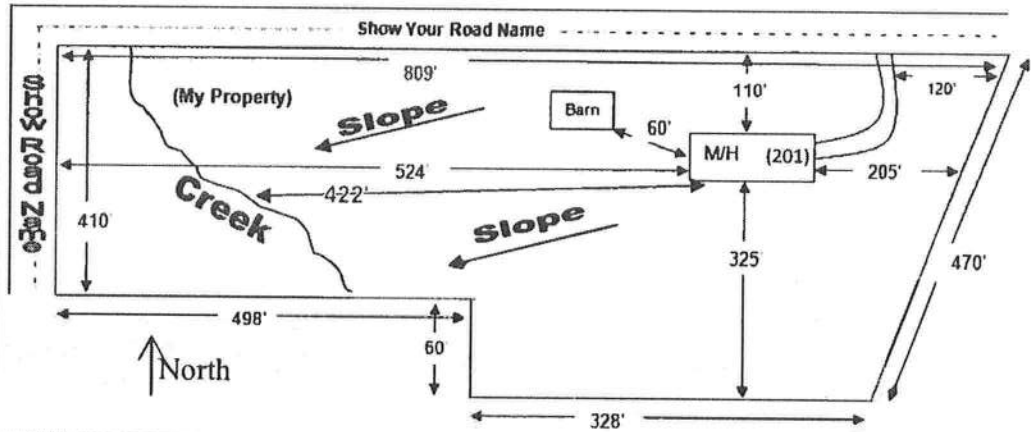 Show Your Road Name
Show Road Name
809'
(My Property)
Slope
Barn
60'
110'
120'
M/H (201)
524'
422'
205'
Creek
410'
Slope
325'
470'
498'
60'
North
328'